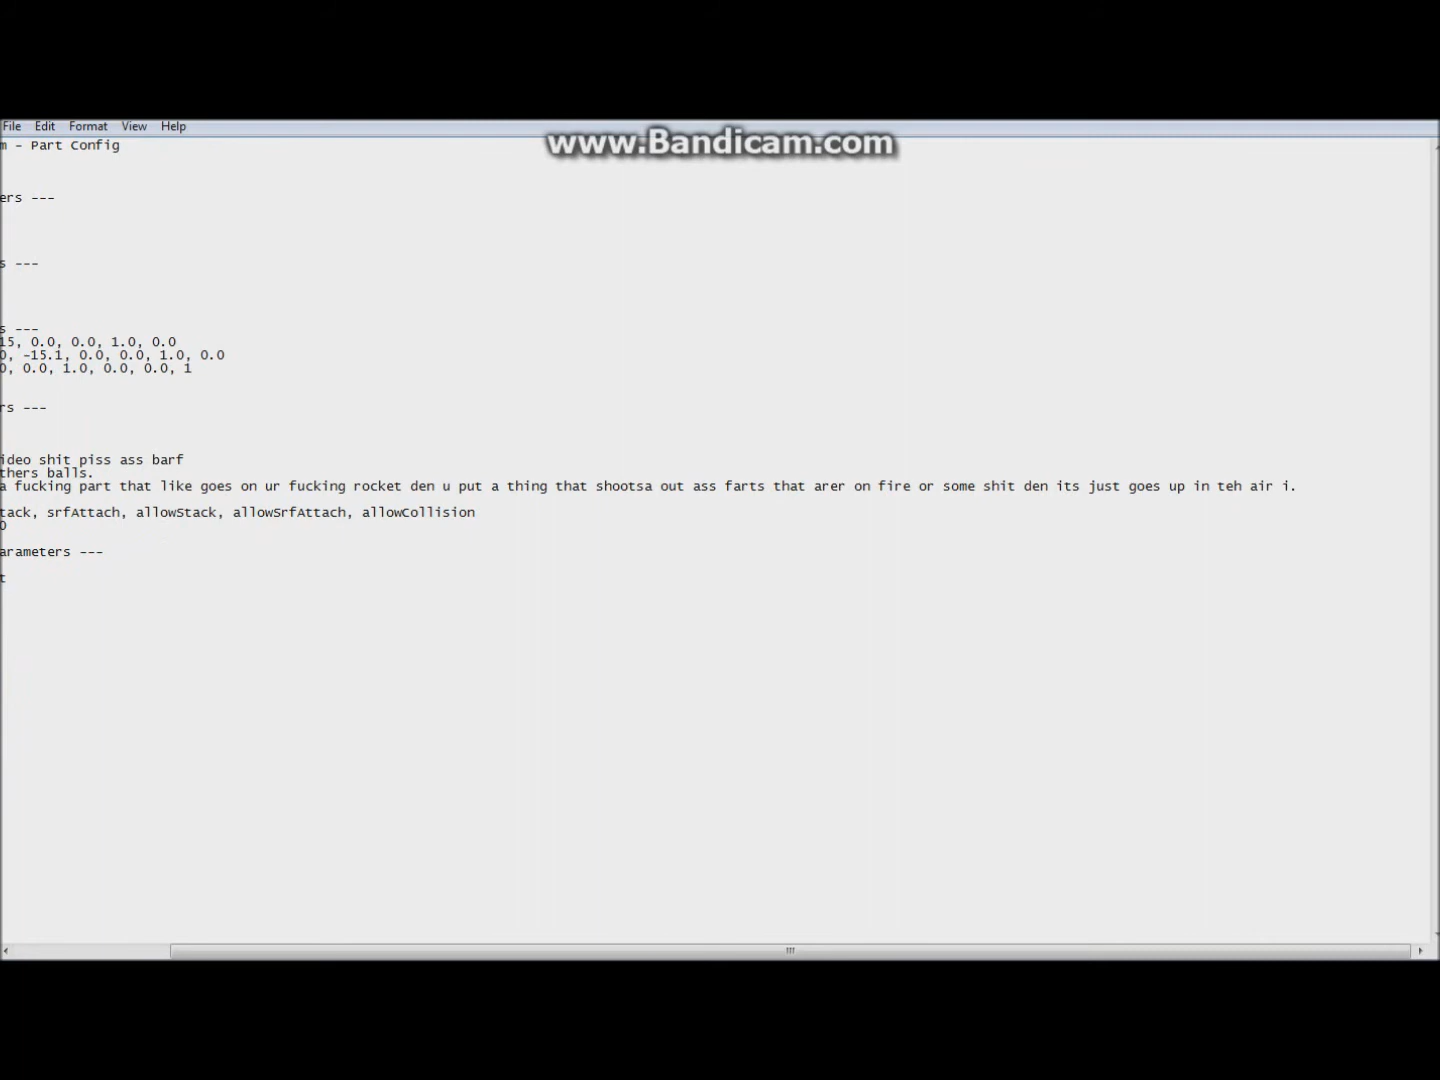 File Edit Format View Help
www.Bandicam.com
m - Part Config
ers ---
s ---
s ---
15, 0.0, 0.0, 1.0, 0.0
0, -15.1, 0.0, 0.0, 1.0, 0.0
0, 0.0, 1.0, 0.0, 0.0, 1
rs ---
ideo shit piss ass barf
thers balls.
a fucking part that like goes on ur fucking rocket den u put a thing that shootsa out ass farts that arer on fire or some shit den its just goes up in teh air i.
tack, srfAttach, allowStack, allowSrfAttach, allowCollision
0
arameters ---
t